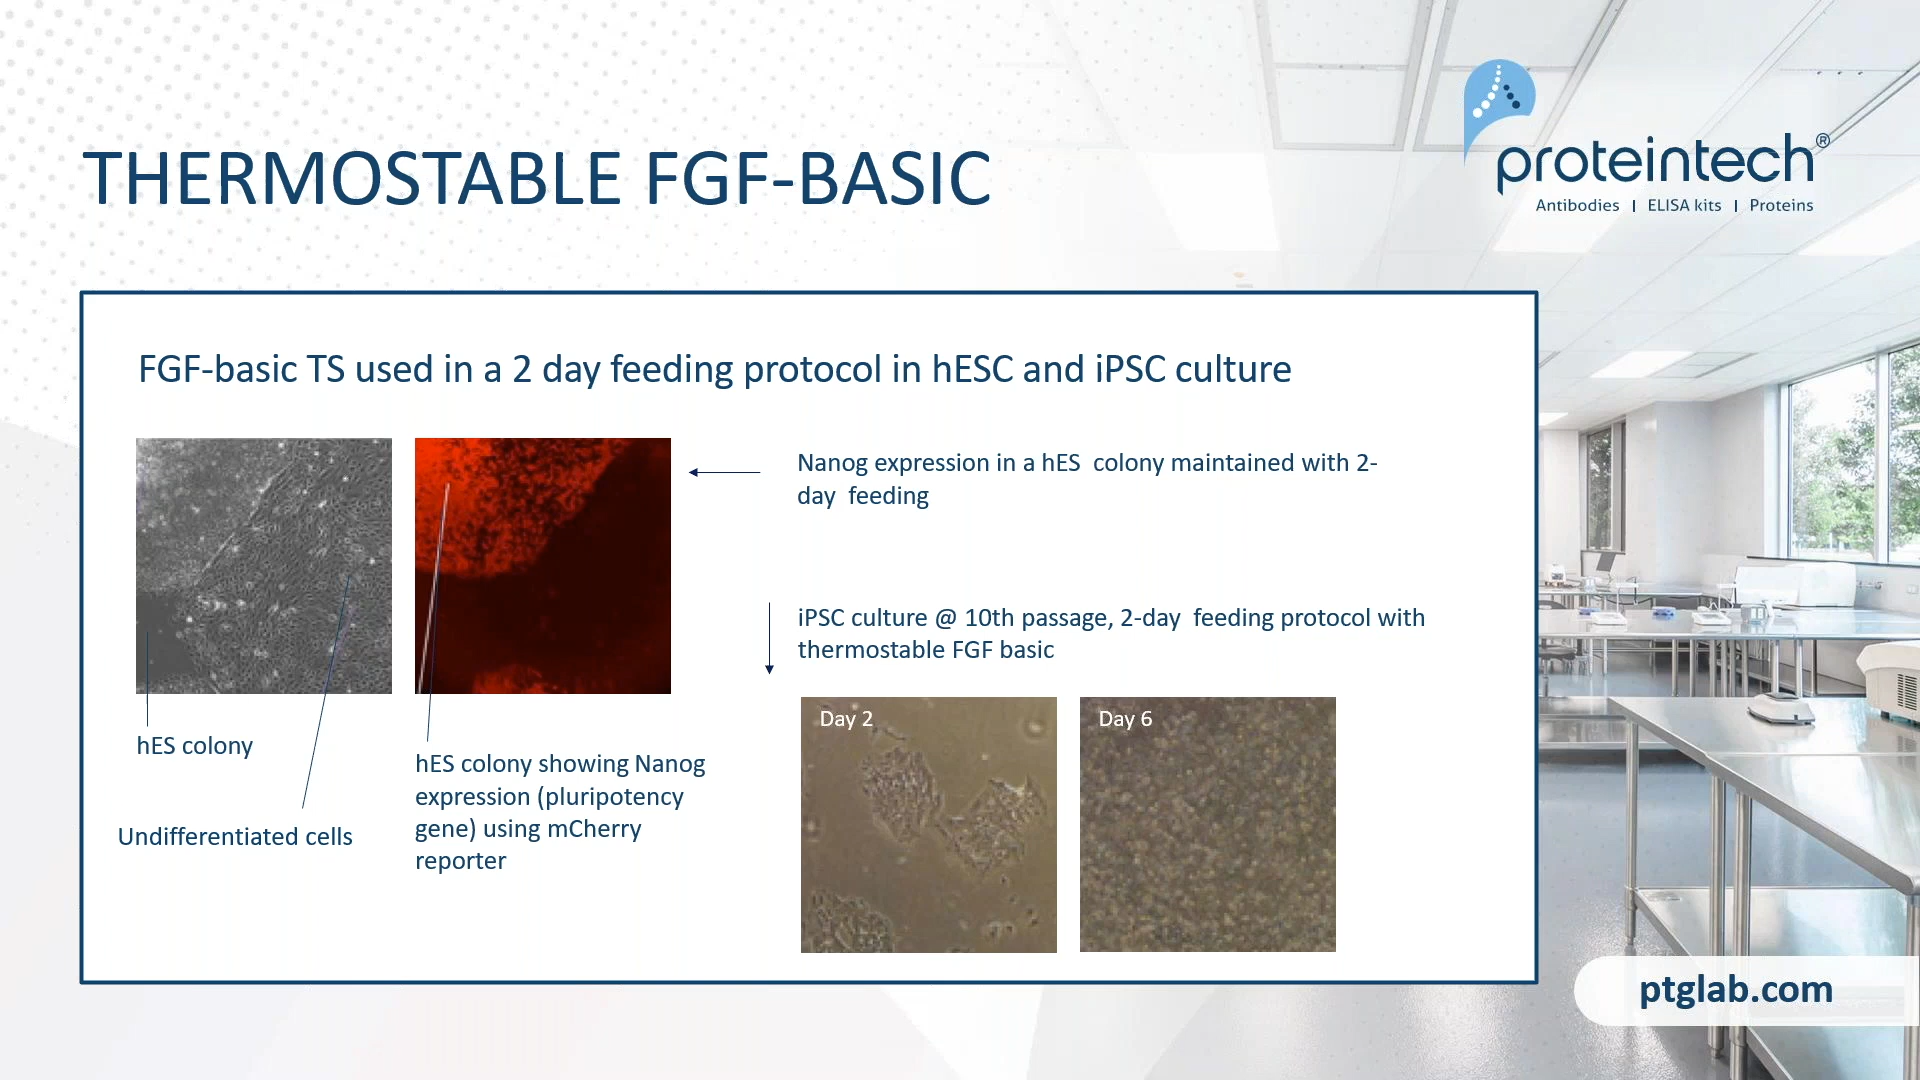 proteintech®
Antibodies | ELISA kits | Proteins
THERMOSTABLE FGF-BASIC
FGF-basic TS used in a 2 day feeding protocol in hESC and iPSC culture
Nanog expression in a hES colony maintained with 2-
day feeding
hES colony
Undifferentiated cells
hES colony showing Nanog
expression (pluripotency
gene) using mCherry
reporter
iPSC culture @ 10th passage, 2-day feeding protocol with
thermostable FGF basic
Day 2
Day 6
ptglab.com